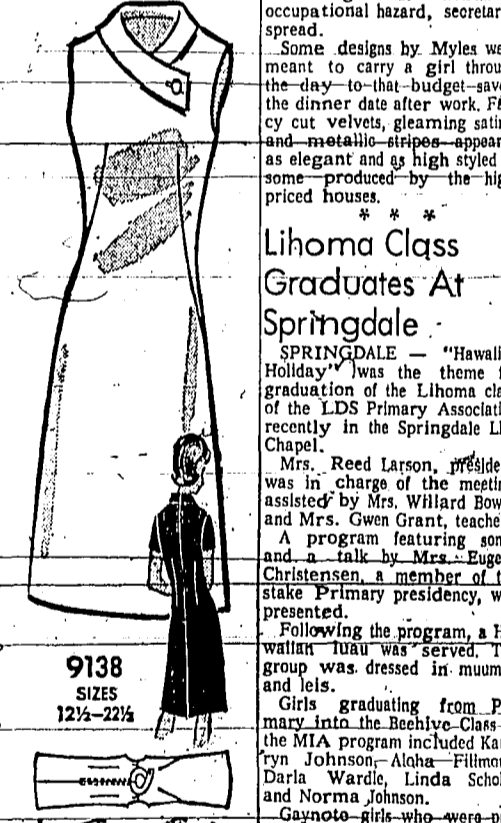 9138
SIZES
12½–22½
occupational hazard, secretar
spread.
Some designs by Myles we
meant to carry a girl throu
the day to that budget-sav
the dinner date after work. F
cy cut velvets, gleaming sati
and metallic stripes appear
as elegant and as high styled
some produced by the hig
priced houses.
* * *
Lihoma Class
Graduates At
Springdale
SPRINGDALE — "Hawaii
Holiday" was the theme f
graduation of the Lihoma cla
of the LDS Primary Associati
recently in the Springdale L
Chapel.
Mrs. Reed Larson, preside
was in charge of the meetin
assisted by Mrs. Willard Bow
and Mrs. Gwen Grant, teache
A program featuring son
and a talk by Mrs. Euge
Christensen, a member of t
stake Primary presidency, w
presented.
Following the program, a H
waiian luau was served. T
group was dressed in muum
and leis.
Girls graduating from P
mary into the Beehive Class
the MIA program included Ka
ryn Johnson, Aloha Fillmo
Darla Wardle, Linda Scho
and Norma Johnson.
Gaynote girls who were p